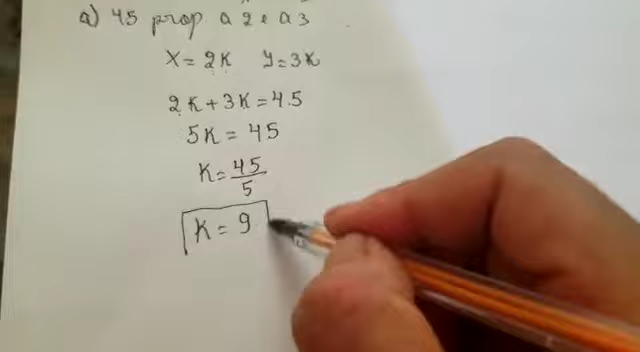 a) 45 prop a 2 e a 3
X = 2K Y = 3K
2K + 3K = 45
5K = 45
K = 45/5
K = 9